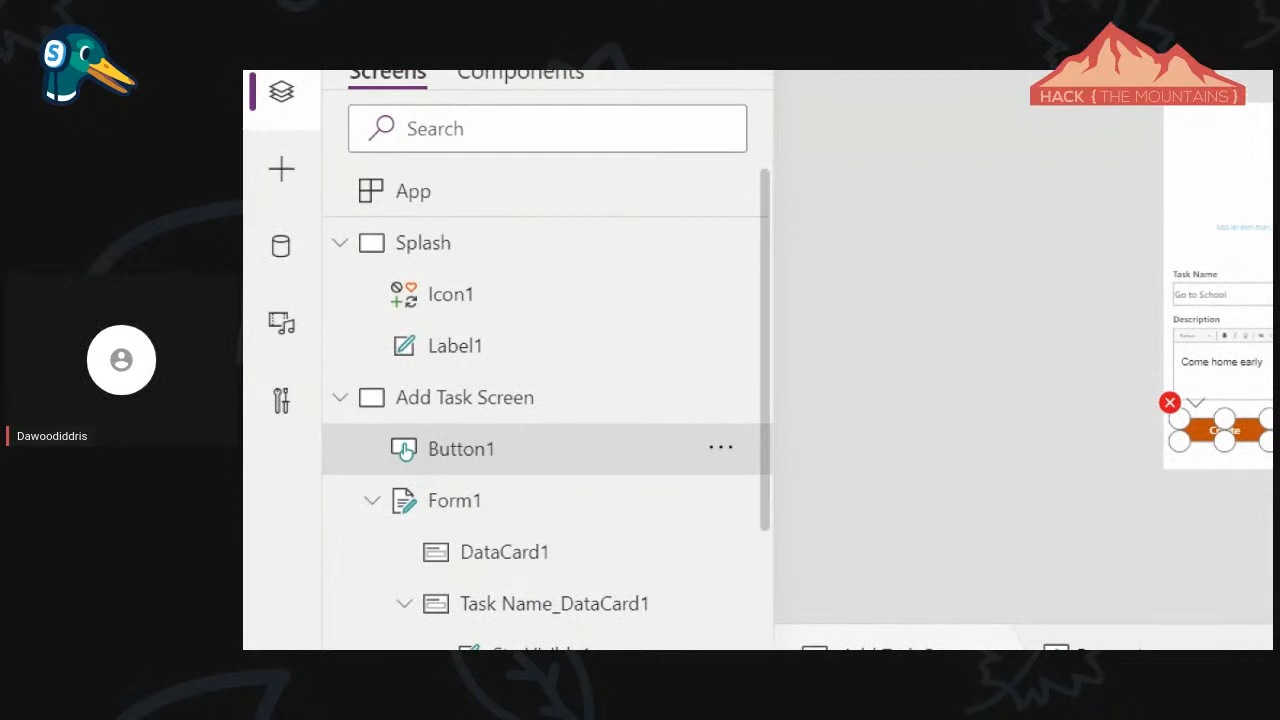 S
HACK { THE MOUNTAINS }
Screens
Components
Search
App
Splash
Icon1
Label1
Add Task Screen
Button1
Form1
DataCard1
Task Name_DataCard1
Dawoodiddris
Task Name
Go to School
Description
B I U
Come home early